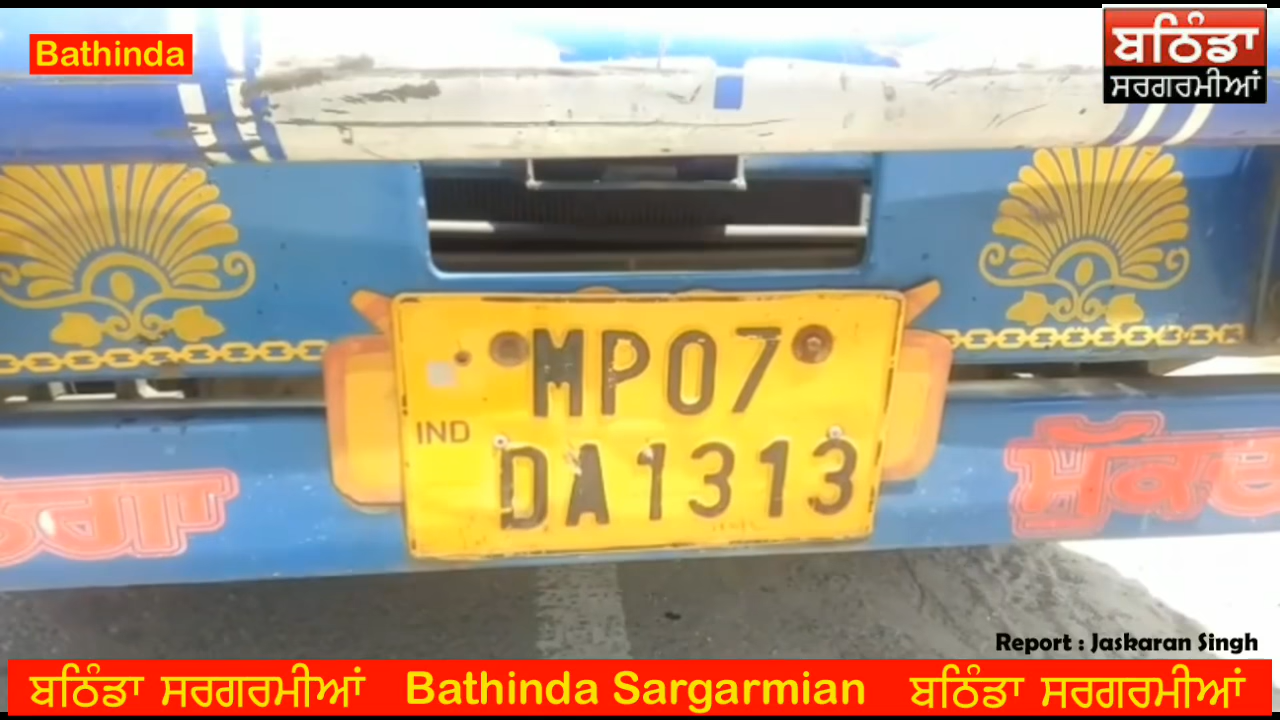 Bathinda
ਬਠਿੰਡਾ
ਸਰਗਰਮੀਆਂ
MP07
IND
DA1313
Report : Jaskaran Singh
ਬਠਿੰਡਾ ਸਰਗਰਮੀਆਂ Bathinda Sargarmian ਬਠਿੰਡਾ ਸਰਗਰਮੀਆਂ